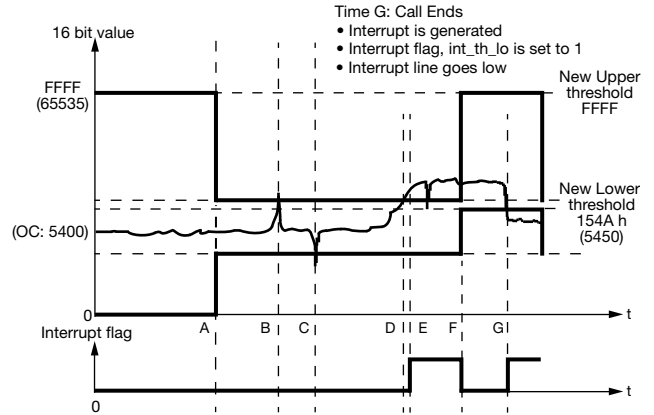 Time G: Call Ends
• Interrupt is generated
• Interrupt flag, int_th_lo is set to 1
• Interrupt line goes low
16 bit value
FFFF
(65535)
New Upper
threshold
FFFF
New Lower
threshold
154A h
(5450)
(OC: 5400)
0
A
B
C
D
E
F
G
t
Interrupt flag
t
0